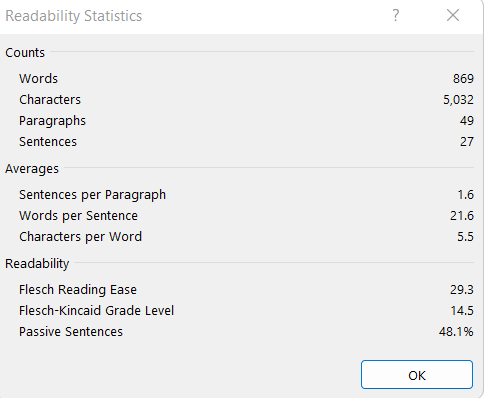 Readability Statistics ?
Counts
Words 869
Characters 5,032
Paragraphs 49
Sentences 27
Averages
Sentences per Paragraph 1.6
Words per Sentence 21.6
Characters per Word 5.5
Readability
Flesch Reading Ease 29.3
Flesch-Kincaid Grade Level 14.5
Passive Sentences 48.1%
OK